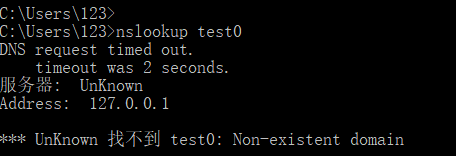 C:\Users\123>
C:\Users\123>nslookup test0
DNS request timed out.
    timeout was 2 seconds.
服务器:  UnKnown
Address:  127.0.0.1

*** UnKnown 找不到 test0: Non-existent domain